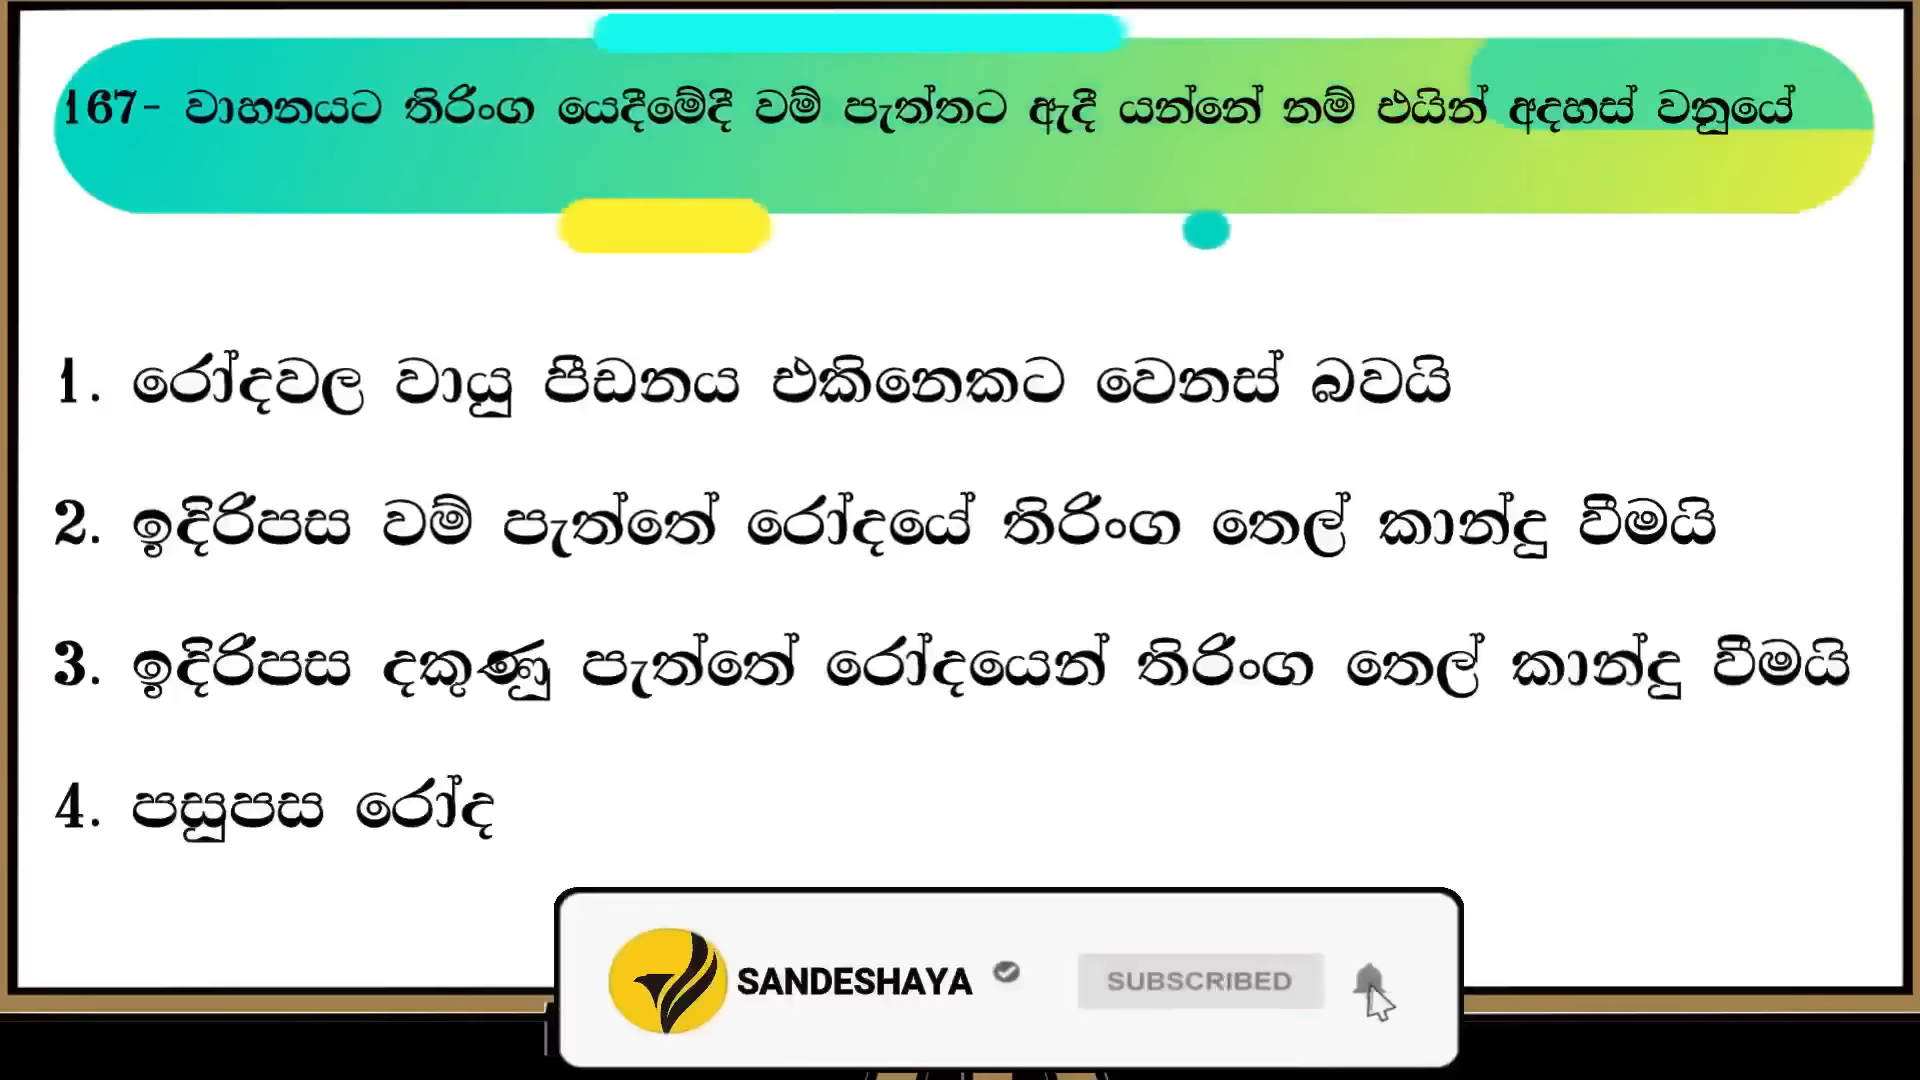 167- වාහනයට තිරිංග යෙදීමේදී වම් පැත්තට ඇදී යන්නේ නම් එයින් අදහස් වනුයේ
1. රෝදවල වායු පීඩනය එකිනෙකට වෙනස් බවයි
2. ඉදිරිපස වම් පැත්තේ රෝදයේ තිරිංග තෙල් කාන්දු වීමයි
3. ඉදිරිපස දකුණු පැත්තේ රෝදයෙන් තිරිංග තෙල් කාන්දු වීමයි
4. පසුපස රෝද
SANDESHAYA SUBSCRIBED